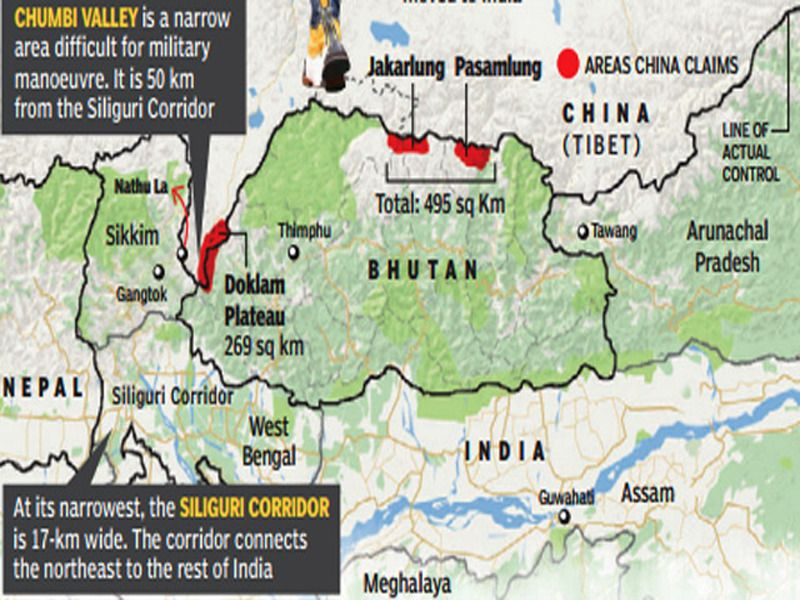 moved to India
CHUMBI VALLEY is a narrow
area difficult for military
manoeuvre. It is 50 km
from the Siliguri Corridor
Jakarlung Pasamlung
AREAS CHINA CLAIMS
CHINA
(TIBET)
LINE OF
ACTUAL
CONTROL
Nathu La
Total: 495 sq Km
Sikkim
Thimphu
Tawang
Arunachal
Pradesh
BHUTAN
Gangtok
Doklam
Plateau
269 sq km
NEPAL
Siliguri Corridor
West
Bengal
INDIA
At its narrowest, the SILIGURI CORRIDOR
is 17-km wide. The corridor connects
the northeast to the rest of India
Guwahati
Assam
Meghalaya